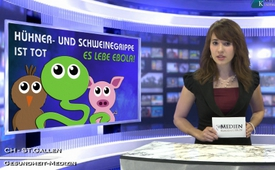 HÜHNER- UND SCHWEINEGRIPPE
IST TOT
ES LEBE EBOLA!
MEDIEN
CH - ST.GALLEN
GESUNDHEIT-MEDIZIN